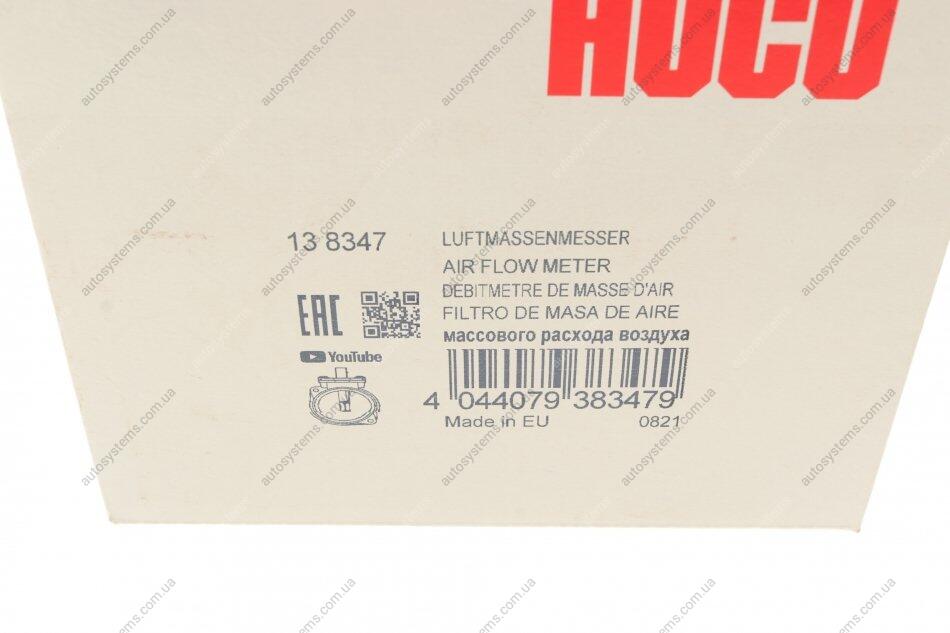 HUCO
13 8347
LUFTMASSENMESSER
AIR FLOW METER
DEBITMETRE DE MASSE D'AIR
FILTRO DE MASA DE AIRE
массового расхода воздуха
EAC
YouTube
4 044079 383479
Made in EU 0821
autosystems.com.ua